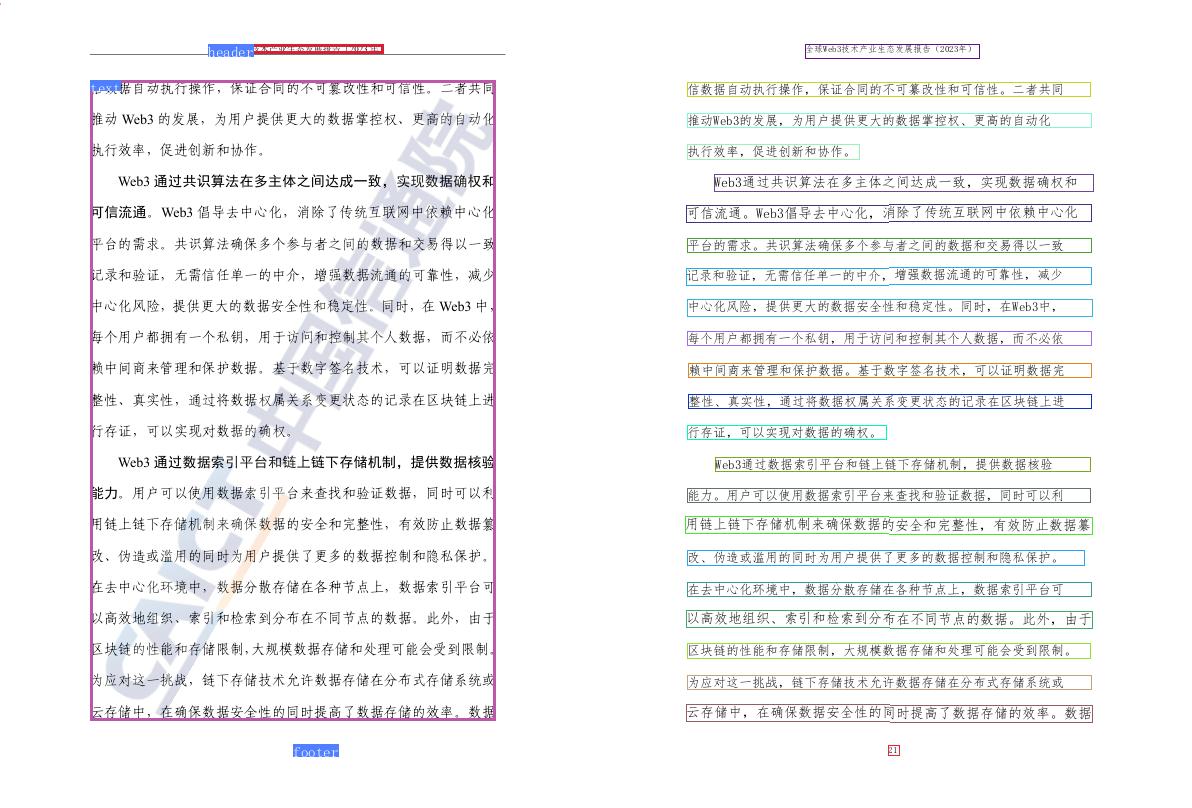 header
text
据自动执行操作，保证合同的不可篡改性和可信性。二者共同
推动 Web3 的发展，为用户提供更大的数据掌控权、更高的自动化
执行效率，促进创新和协作。
Web3 通过共识算法在多主体之间达成一致，实现数据确权和
可信流通。Web3 倡导去中心化，消除了传统互联网中依赖中心化
平台的需求。共识算法确保多个参与者之间的数据和交易得以一致
记录和验证，无需信任单一的中介，增强数据流通的可靠性，减少
中心化风险，提供更大的数据安全性和稳定性。同时，在 Web3 中，
每个用户都拥有一个私钥，用于访问和控制其个人数据，而不必依
赖中间商来管理和保护数据。基于数字签名技术，可以证明数据完
整性、真实性，通过将数据权属关系变更状态的记录在区块链上进
行存证，可以实现对数据的确权。
Web3 通过数据索引平台和链上链下存储机制，提供数据核验
能力。用户可以使用数据索引平台来查找和验证数据，同时可以利
用链上链下存储机制来确保数据的安全和完整性，有效防止数据篡
改、伪造或滥用的同时为用户提供了更多的数据控制和隐私保护。
在去中心化环境中，数据分散存储在各种节点上，数据索引平台可
以高效地组织、索引和检索到分布在不同节点的数据。此外，由于
区块链的性能和存储限制，大规模数据存储和处理可能会受到限制。
为应对这一挑战，链下存储技术允许数据存储在分布式存储系统或
云存储中，在确保数据安全性的同时提高了数据存储的效率。数据
CAICT 中国信通院
footer
全球Web3技术产业生态发展报告（2023年）
信数据自动执行操作，保证合同的不可篡改性和可信性。二者共同
推动Web3的发展，为用户提供更大的数据掌控权、更高的自动化
执行效率，促进创新和协作。
Web3通过共识算法在多主体之间达成一致，实现数据确权和
可信流通。Web3倡导去中心化，消除了传统互联网中依赖中心化
平台的需求。共识算法确保多个参与者之间的数据和交易得以一致
记录和验证，无需信任单一的中介，增强数据流通的可靠性，减少
中心化风险，提供更大的数据安全性和稳定性。同时，在Web3中，
每个用户都拥有一个私钥，用于访问和控制其个人数据，而不必依
赖中间商来管理和保护数据。基于数字签名技术，可以证明数据完
整性、真实性，通过将数据权属关系变更状态的记录在区块链上进
行存证，可以实现对数据的确权。
Web3通过数据索引平台和链上链下存储机制，提供数据核验
能力。用户可以使用数据索引平台来查找和验证数据，同时可以利
用链上链下存储机制来确保数据的安全和完整性，有效防止数据篡
改、伪造或滥用的同时为用户提供了更多的数据控制和隐私保护。
在去中心化环境中，数据分散存储在各种节点上，数据索引平台可
以高效地组织、索引和检索到分布在不同节点的数据。此外，由于
区块链的性能和存储限制，大规模数据存储和处理可能会受到限制。
为应对这一挑战，链下存储技术允许数据存储在分布式存储系统或
云存储中，在确保数据安全性的同时提高了数据存储的效率。数据
21